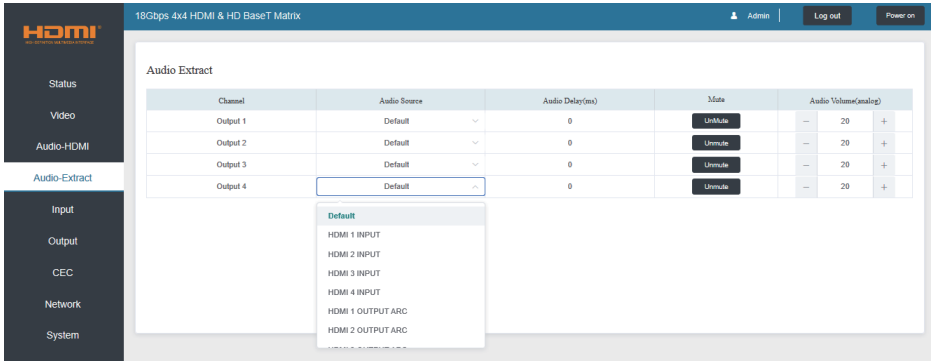 HDMI®
18Gbps 4x4 HDMI & HD BaseT Matrix
Admin
Log out
Power on
Status
Video
Audio-HDMI
Audio-Extract
Input
Output
CEC
Network
System
Audio Extract
Channel Audio Source Audio Delay(ms) Mute Audio Volume(analog)
Output 1 Default 0 UnMute − 20 +
Output 2 Default 0 Unmute − 20 +
Output 3 Default 0 Unmute − 20 +
Output 4 Default 0 Unmute − 20 +
Default
HDMI 1 INPUT
HDMI 2 INPUT
HDMI 3 INPUT
HDMI 4 INPUT
HDMI 1 OUTPUT ARC
HDMI 2 OUTPUT ARC
HDMI 3 OUTPUT ARC